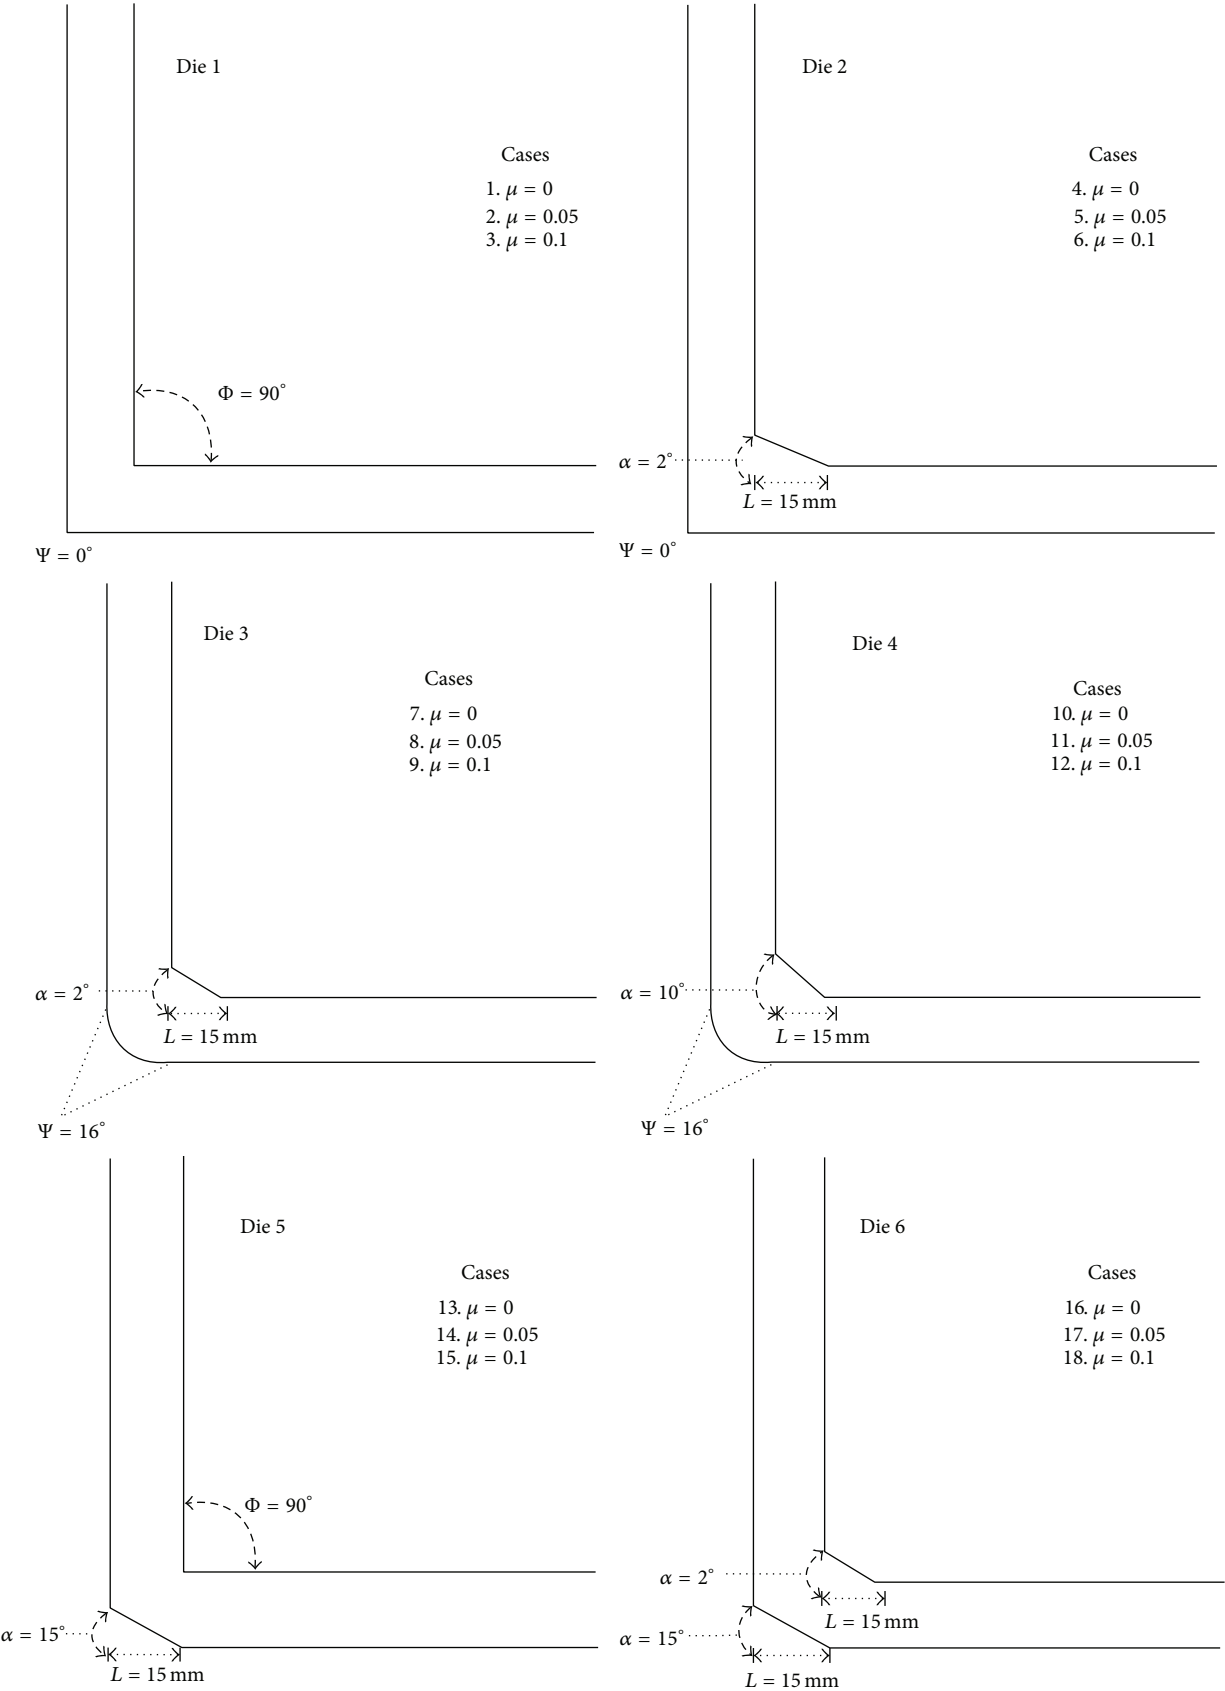 Die 1
Cases
1. μ = 0
2. μ = 0.05
3. μ = 0.1
Φ = 90°
Ψ = 0°
Die 2
Cases
4. μ = 0
5. μ = 0.05
6. μ = 0.1
α = 2°
L = 15 mm
Ψ = 0°
Die 3
Cases
7. μ = 0
8. μ = 0.05
9. μ = 0.1
α = 2°
L = 15 mm
Ψ = 16°
Die 4
Cases
10. μ = 0
11. μ = 0.05
12. μ = 0.1
α = 10°
L = 15 mm
Ψ = 16°
Die 5
Cases
13. μ = 0
14. μ = 0.05
15. μ = 0.1
Φ = 90°
α = 15°
L = 15 mm
Die 6
Cases
16. μ = 0
17. μ = 0.05
18. μ = 0.1
α = 2°
L = 15 mm
α = 15°
L = 15 mm